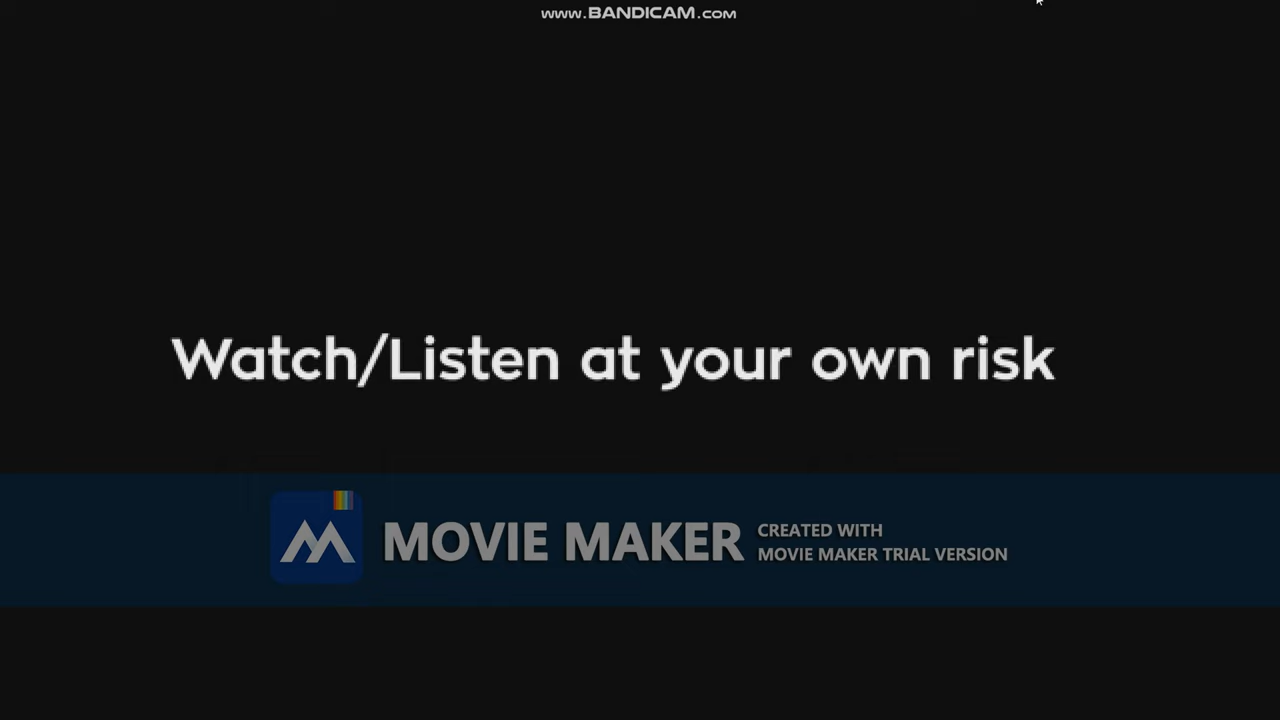 www.BANDICAM.com
Watch/Listen at your own risk
MOVIE MAKER
CREATED WITH
MOVIE MAKER TRIAL VERSION